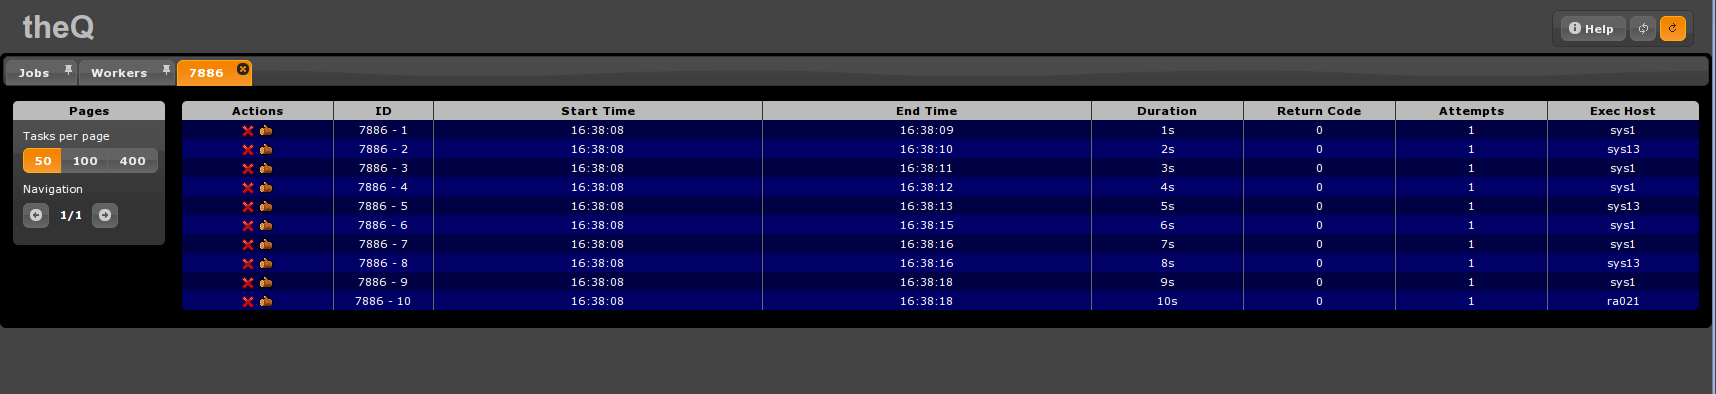 theQ
Help
Jobs Workers 7886
Pages
Tasks per page
50 100 400
Navigation
1/1
Actions ID Start Time End Time Duration Return Code Attempts Exec Host
7886 - 1 16:38:08 16:38:09 1s 0 1 sys1
7886 - 2 16:38:08 16:38:10 2s 0 1 sys13
7886 - 3 16:38:08 16:38:11 3s 0 1 sys1
7886 - 4 16:38:08 16:38:12 4s 0 1 sys1
7886 - 5 16:38:08 16:38:13 5s 0 1 sys13
7886 - 6 16:38:08 16:38:15 6s 0 1 sys1
7886 - 7 16:38:08 16:38:16 7s 0 1 sys1
7886 - 8 16:38:08 16:38:16 8s 0 1 sys13
7886 - 9 16:38:08 16:38:18 9s 0 1 sys1
7886 - 10 16:38:08 16:38:18 10s 0 1 ra021